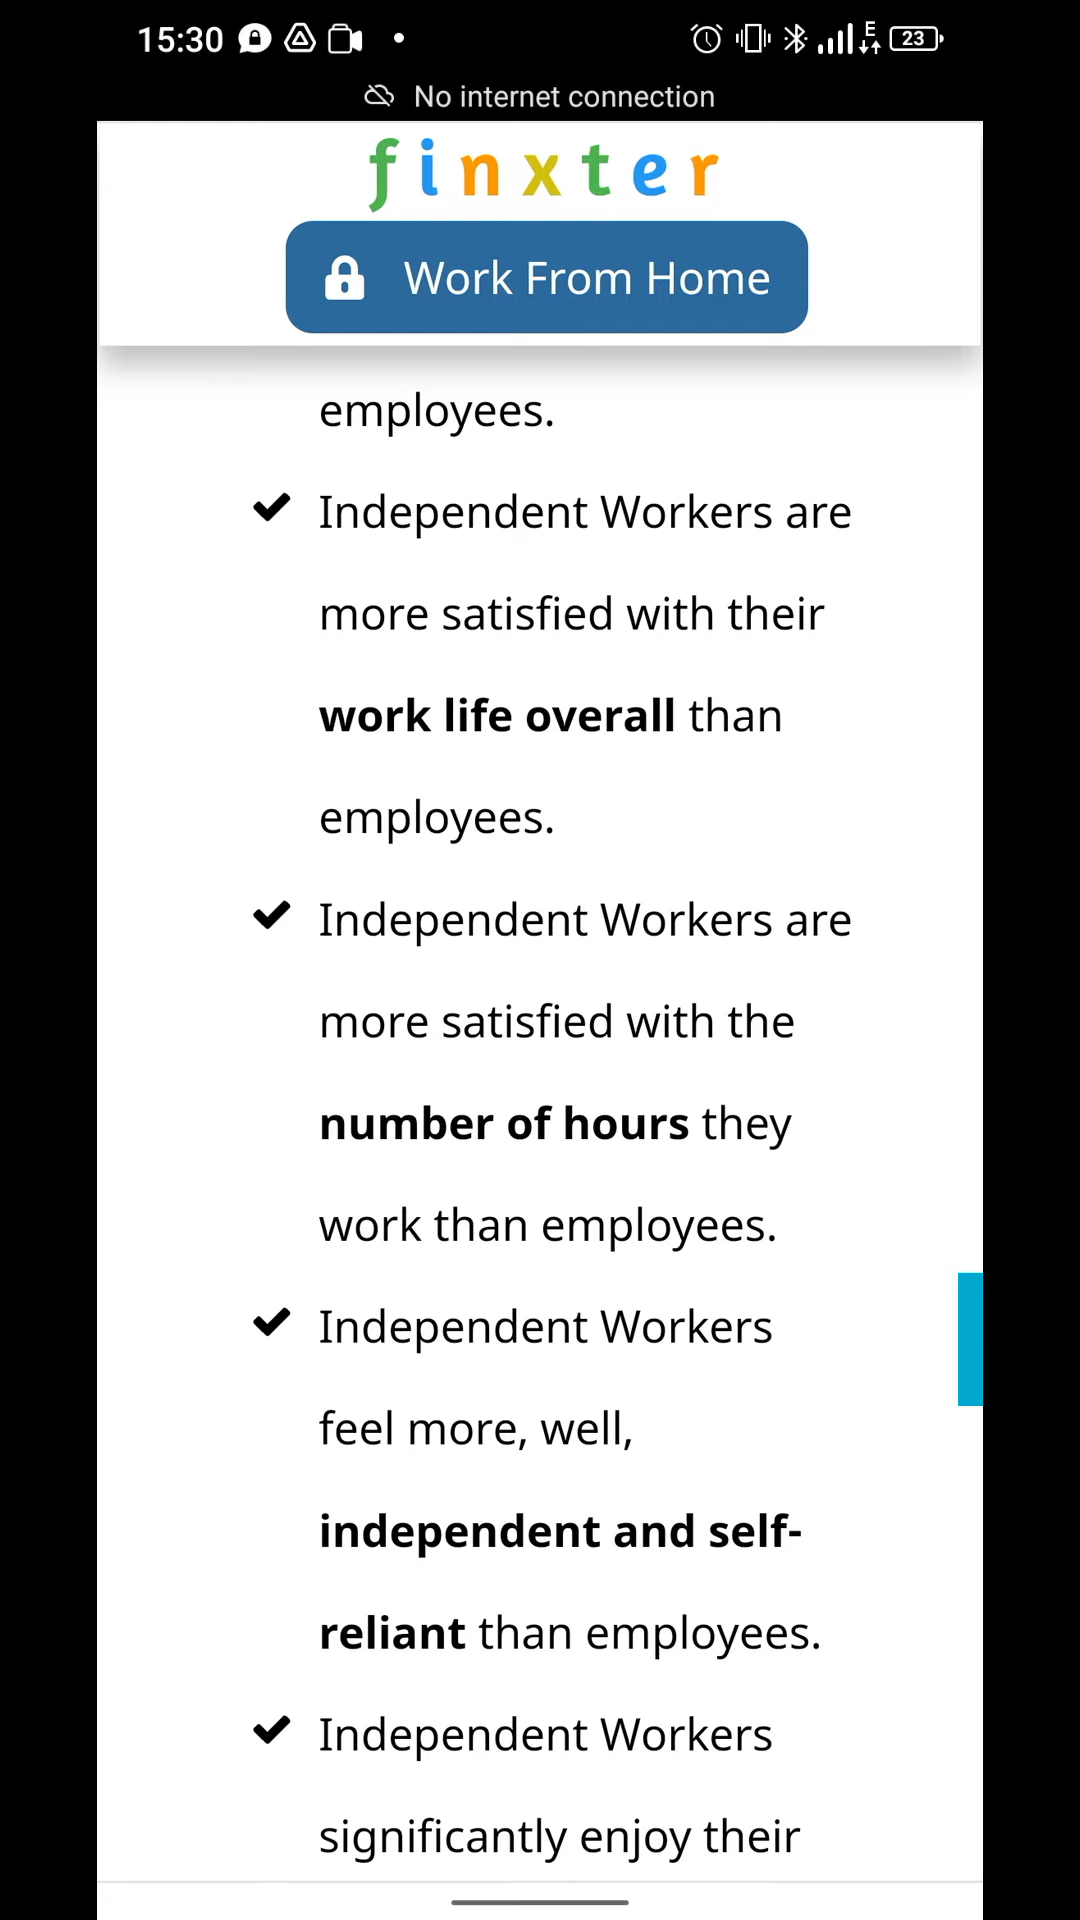 15:30
E
23
No internet connection
finxter
Work From Home
employees.
Independent Workers are
more satisfied with their
work life overall than
employees.
Independent Workers are
more satisfied with the
number of hours they
work than employees.
Independent Workers
feel more, well,
independent and self-
reliant than employees.
Independent Workers
significantly enjoy their